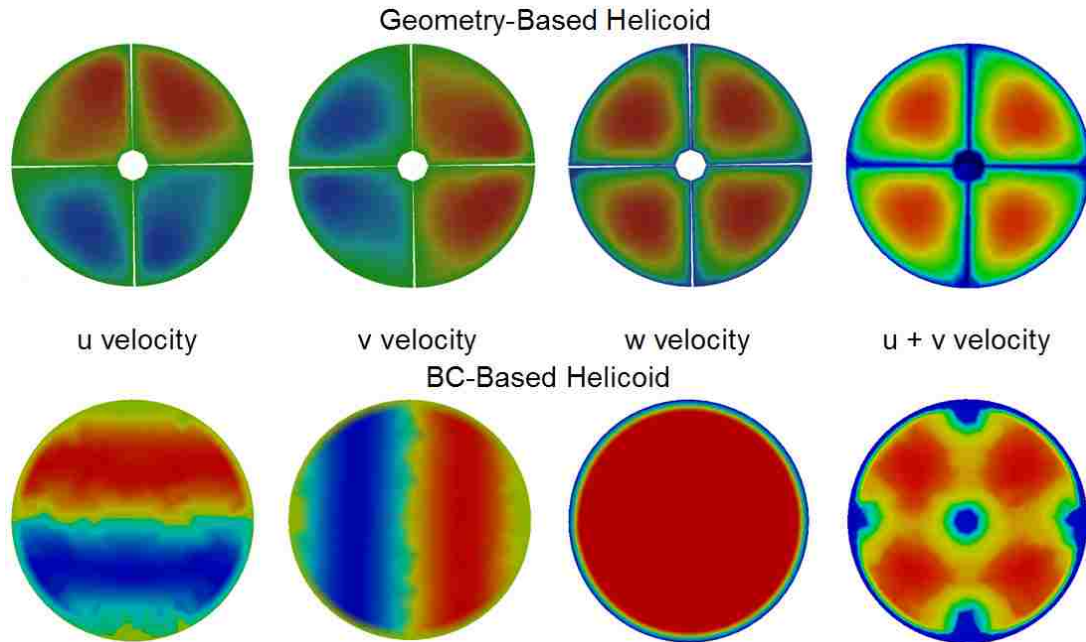 Geometry-Based Helicoid
u velocity v velocity w velocity u + v velocity
BC-Based Helicoid